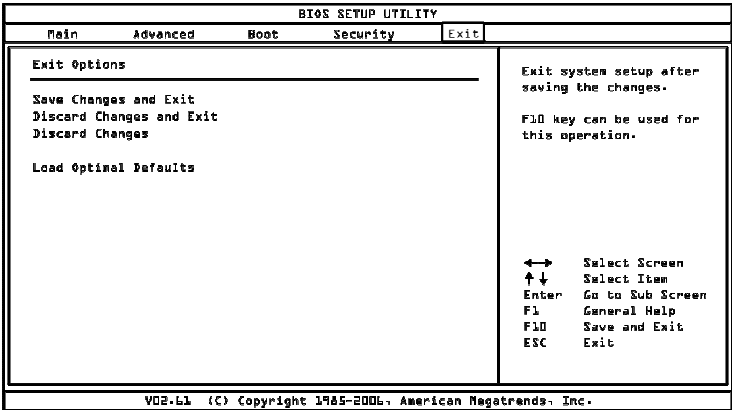 BIOS SETUP UTILITY
Main Advanced Boot Security Exit
Exit Options
Save Changes and Exit
Discard Changes and Exit
Discard Changes
Load Optimal Defaults
Exit system setup after
saving the changes.
F10 key can be used for
this operation.
←→ Select Screen
↑↓ Select Item
Enter Go to Sub Screen
F1 General Help
F10 Save and Exit
ESC Exit
V02.61 (C) Copyright 1985-2006, American Megatrends, Inc.